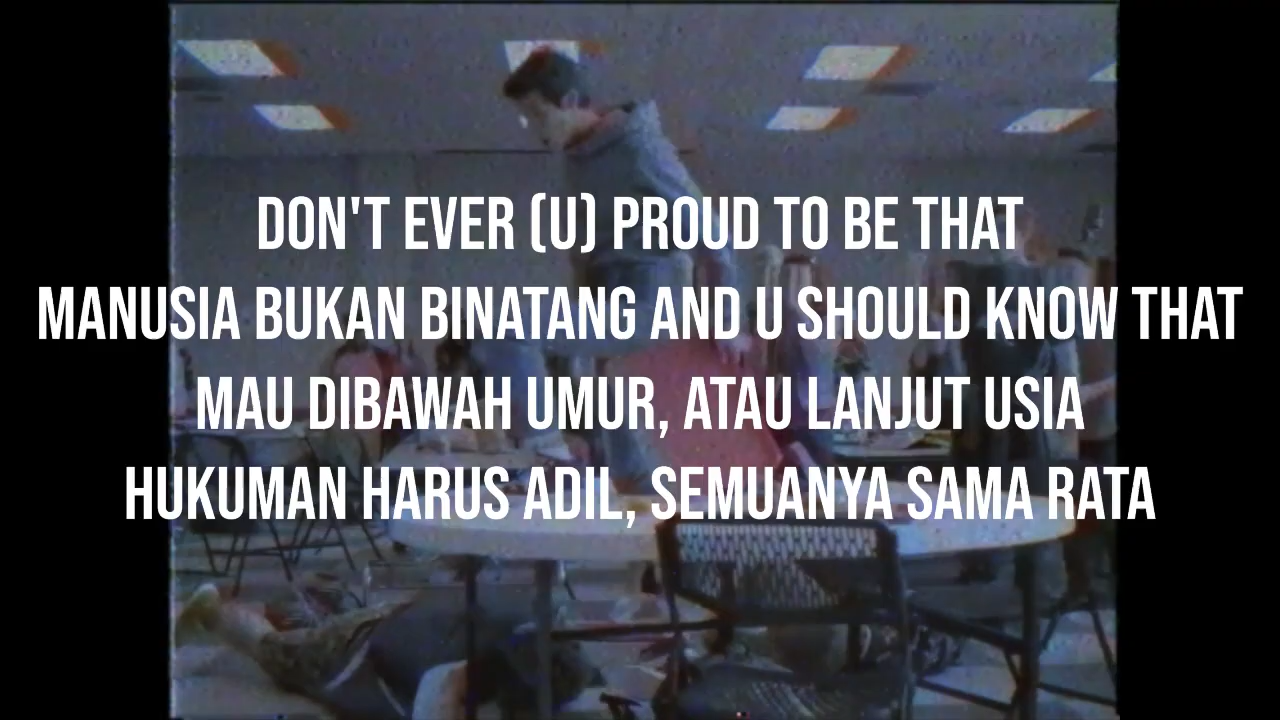 DON'T EVER (U) PROUD TO BE THAT
MANUSIA BUKAN BINATANG AND U SHOULD KNOW THAT
MAU DIBAWAH UMUR, ATAU LANJUT USIA
HUKUMAN HARUS ADIL, SEMUANYA SAMA RATA